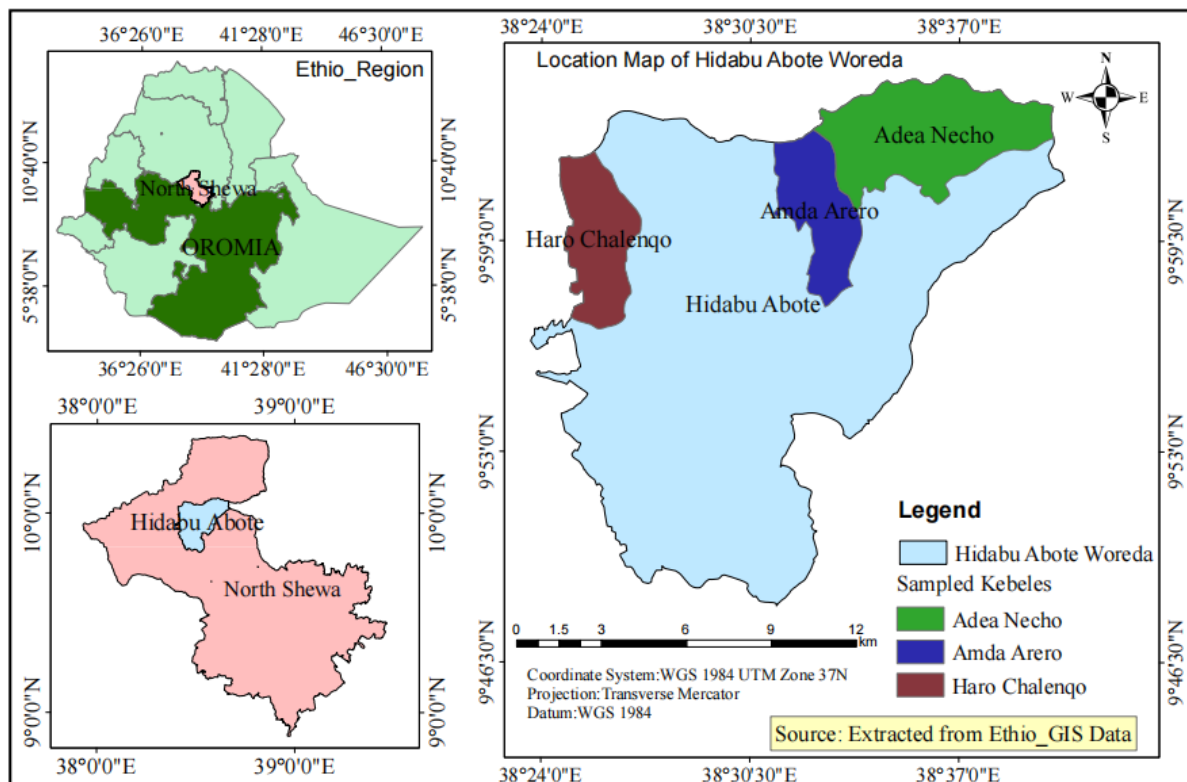 36°26'0"E 41°28'0"E 46°30'0"E
Ethio_Region
10°40'0"N
10°40'0"N
North Shewa
OROMIA
5°38'0"N
5°38'0"N
36°26'0"E 41°28'0"E 46°30'0"E
38°0'0"E 39°0'0"E
10°0'0"N
10°0'0"N
Hidabu Abote
North Shewa
9°0'0"N
9°0'0"N
38°0'0"E 39°0'0"E
38°24'0"E 38°30'30"E 38°37'0"E
Location Map of Hidabu Abote Woreda
N
W E
S
Adea Necho
Amda Arero
Haro Chalenqo
Hidabu Abote
9°59'30"N
9°59'30"N
9°53'0"N
9°53'0"N
9°46'30"N
9°46'30"N
Legend
Hidabu Abote Woreda
Sampled Kebeles
Adea Necho
Amda Arero
Haro Chalenqo
0 1.5 3 6 9 12
km
Coordinate System:WGS 1984 UTM Zone 37N
Projection:Transverse Mercator
Datum:WGS 1984
Source: Extracted from Ethio_GIS Data
38°24'0"E 38°30'30"E 38°37'0"E